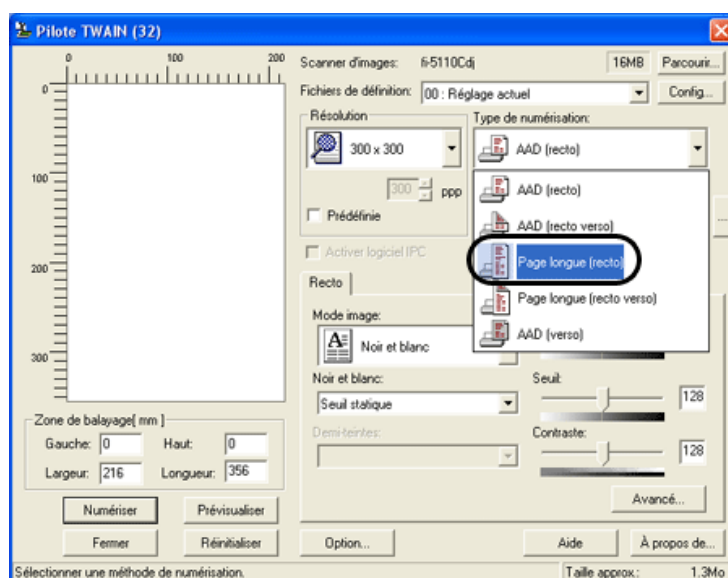 Pilote TWAIN (32)
0 100 200
Scanner d'images: fi-5110Cdj 16MB Parcourir...
Fichiers de définition: 00 : Réglage actuel Config...
0
Résolution Type de numérisation:
300 x 300 AAD (recto)
100
300 ppp AAD (recto)
Prédéfinie AAD (recto verso)
...
Activer logiciel IPC Page longue (recto)
200
Recto Page longue (recto verso)
Mode image: AAD (verso)
Noir et blanc
300
Noir et blanc: Seuil:
Seuil statique 128
Zone de balayage[ mm ]
Demi-teintes: Contraste:
Gauche: 0 Haut: 0
128
Largeur: 216 Longueur: 356
Avancé...
Numériser Prévisualiser
Fermer Réinitialiser Option... Aide À propos de...
Sélectionner une méthode de numérisation. Taille approx.: 1.3Mo